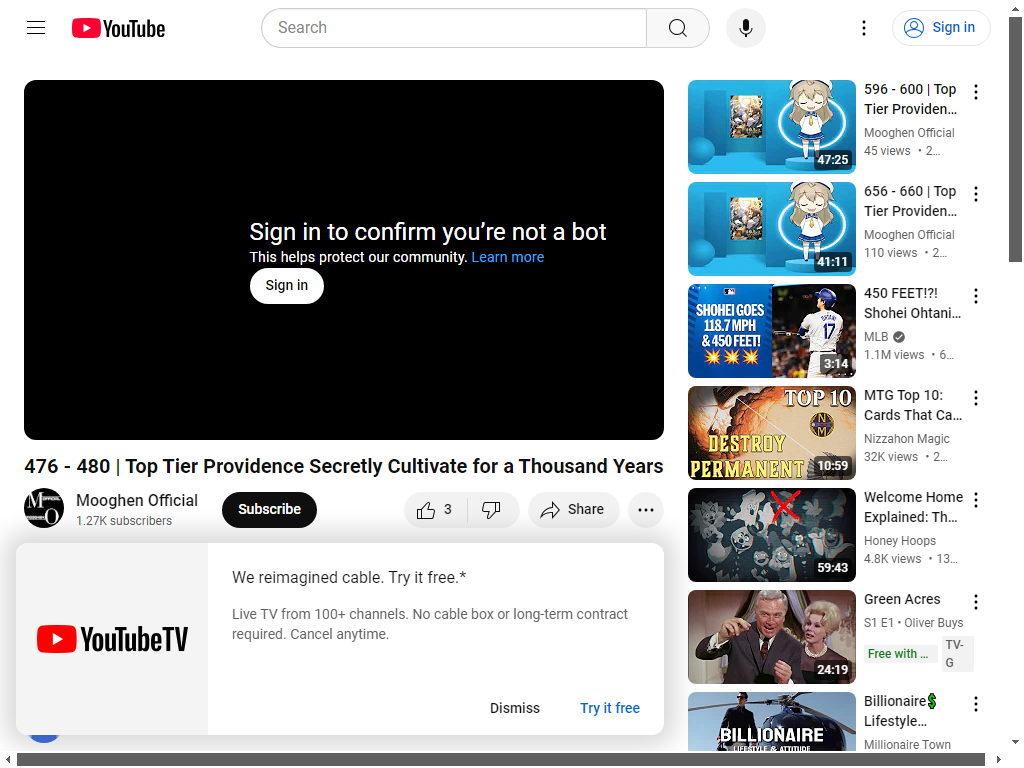 YouTube
Search
Sign in
Sign in to confirm you’re not a bot
This helps protect our community. Learn more
Sign in
476 - 480 | Top Tier Providence Secretly Cultivate for a Thousand Years
Mooghen Official
1.27K subscribers
Subscribe
3
Share
We reimagined cable. Try it free.*
Live TV from 100+ channels. No cable box or long-term contract
required. Cancel anytime.
YouTubeTV
Dismiss
Try it free
47:25
596 - 600 | Top
Tier Providen...
Mooghen Official
45 views • 2...
41:11
656 - 660 | Top
Tier Providen...
Mooghen Official
110 views • 2...
SHOHEI GOES
118.7 MPH
& 450 FEET!
17
3:14
450 FEET!?!
Shohei Ohtani...
MLB
1.1M views • 6...
TOP 10
NM
DESTROY
PERMANENT
10:59
MTG Top 10:
Cards That Ca...
Nizzahon Magic
32K views • 2...
59:43
Welcome Home
Explained: Th...
Honey Hoops
4.8K views • 13...
24:19
Green Acres
S1 E1 • Oliver Buys
Free with ...
TV-
G
BILLIONAIRE
LIFESTYLE & ATTITUDE
Billionaire💲
Lifestyle...
Millionaire Town